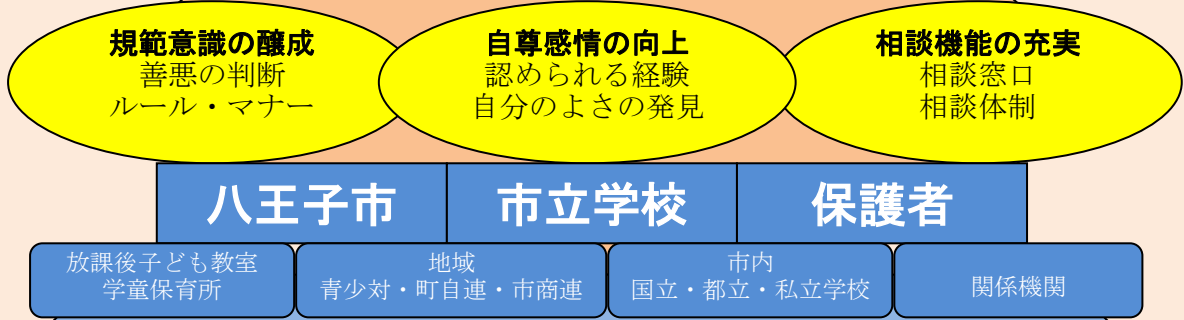 規範意識の醸成
善悪の判断
ルール・マナー
自尊感情の向上
認められる経験
自分のよさの発見
相談機能の充実
相談窓口
相談体制
八王子市
市立学校
保護者
放課後子ども教室
学童保育所
地域
青少対・町自連・市商連
市内
国立・都立・私立学校
関係機関